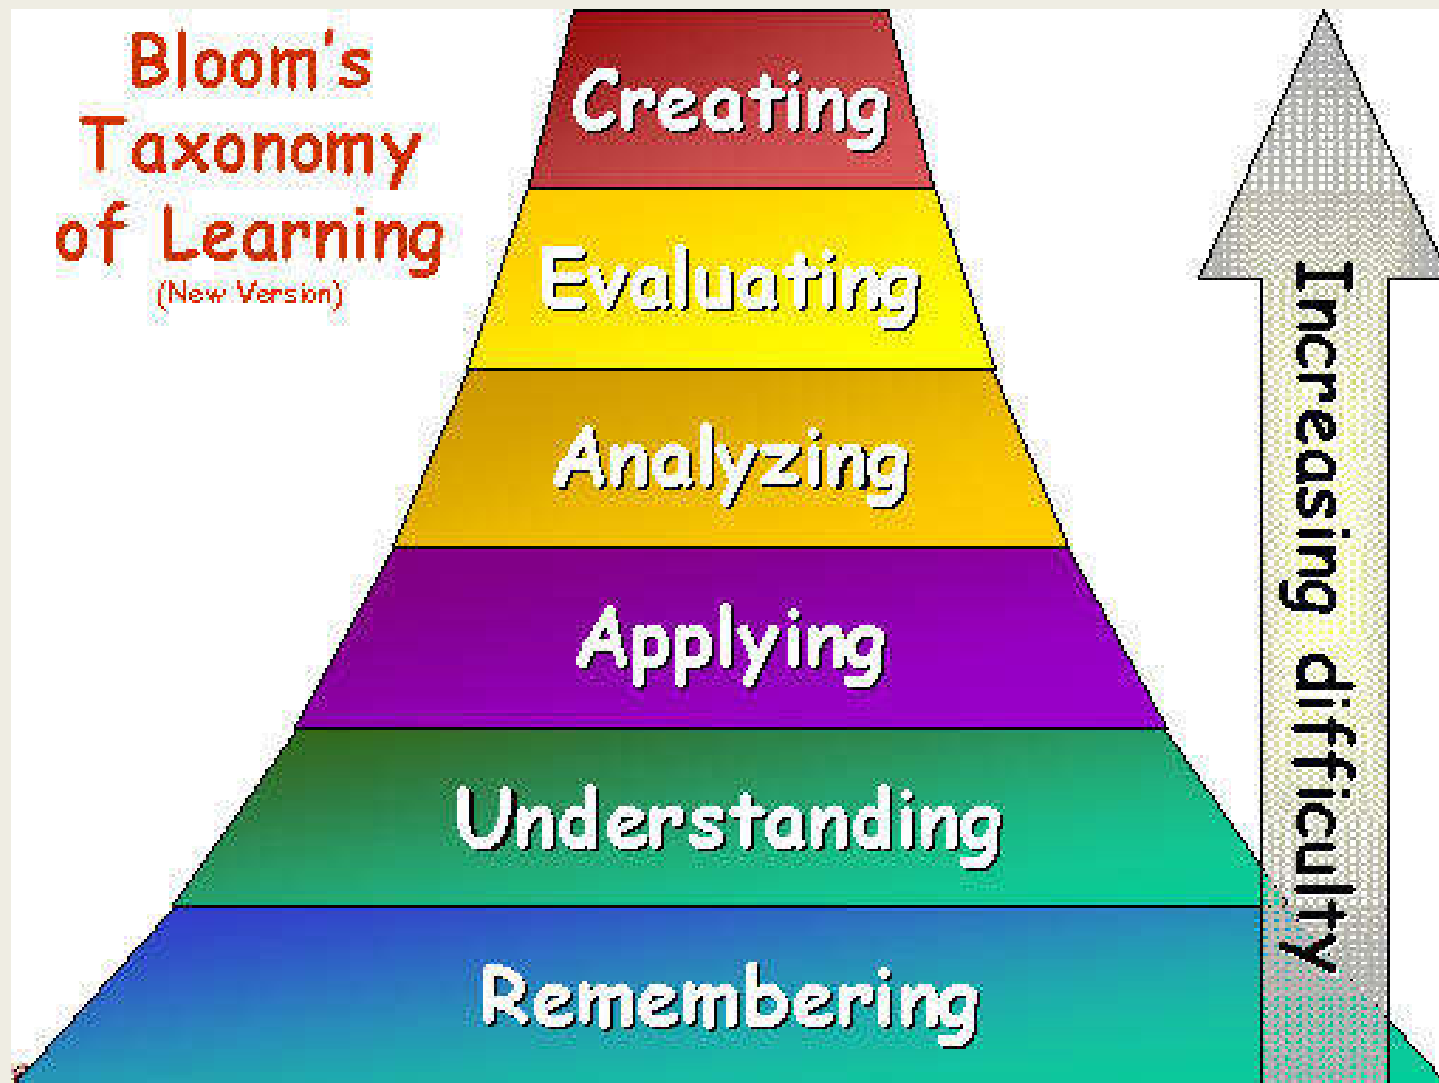 Bloom's
Taxonomy
of Learning
(New Version)
Creating
Evaluating
Analyzing
Applying
Understanding
Remembering
Increasing difficulty